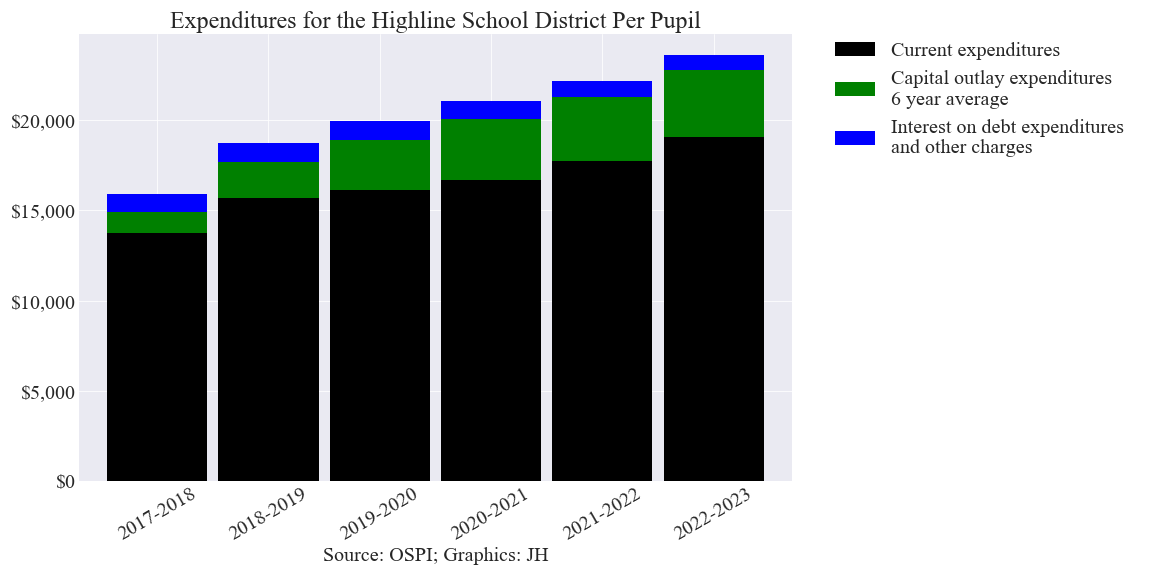 Expenditures for the Highline School District Per Pupil
Current expenditures
Capital outlay expenditures
6 year average
Interest on debt expenditures
and other charges
$20,000
$15,000
$10,000
$5,000
$0
2017-2018
2018-2019
2019-2020
2020-2021
2021-2022
2022-2023
Source: OSPI; Graphics: JH